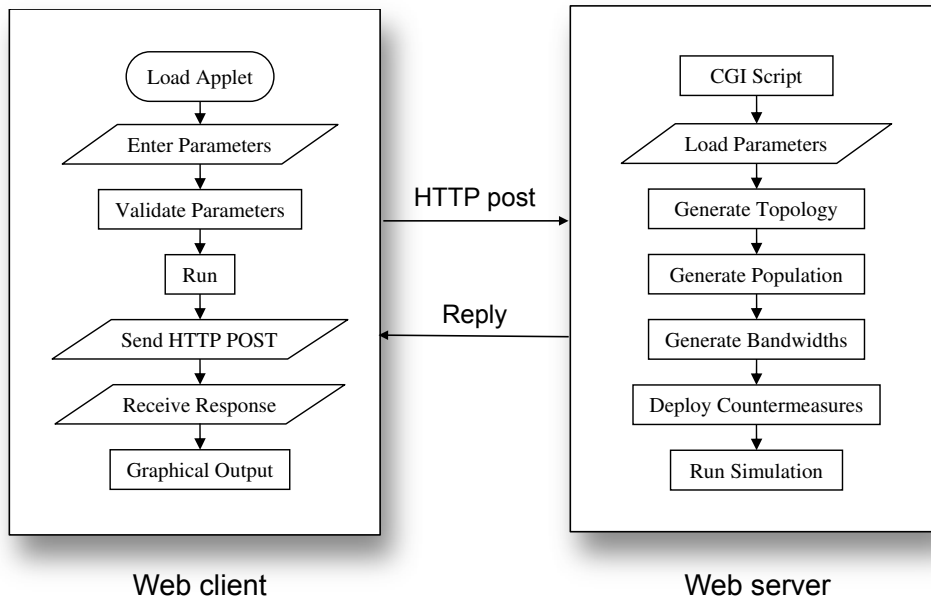 Load Applet
Enter Parameters
Validate Parameters
Run
Send HTTP POST
Receive Response
Graphical Output
Web client
HTTP post
Reply
CGI Script
Load Parameters
Generate Topology
Generate Population
Generate Bandwidths
Deploy Countermeasures
Run Simulation
Web server